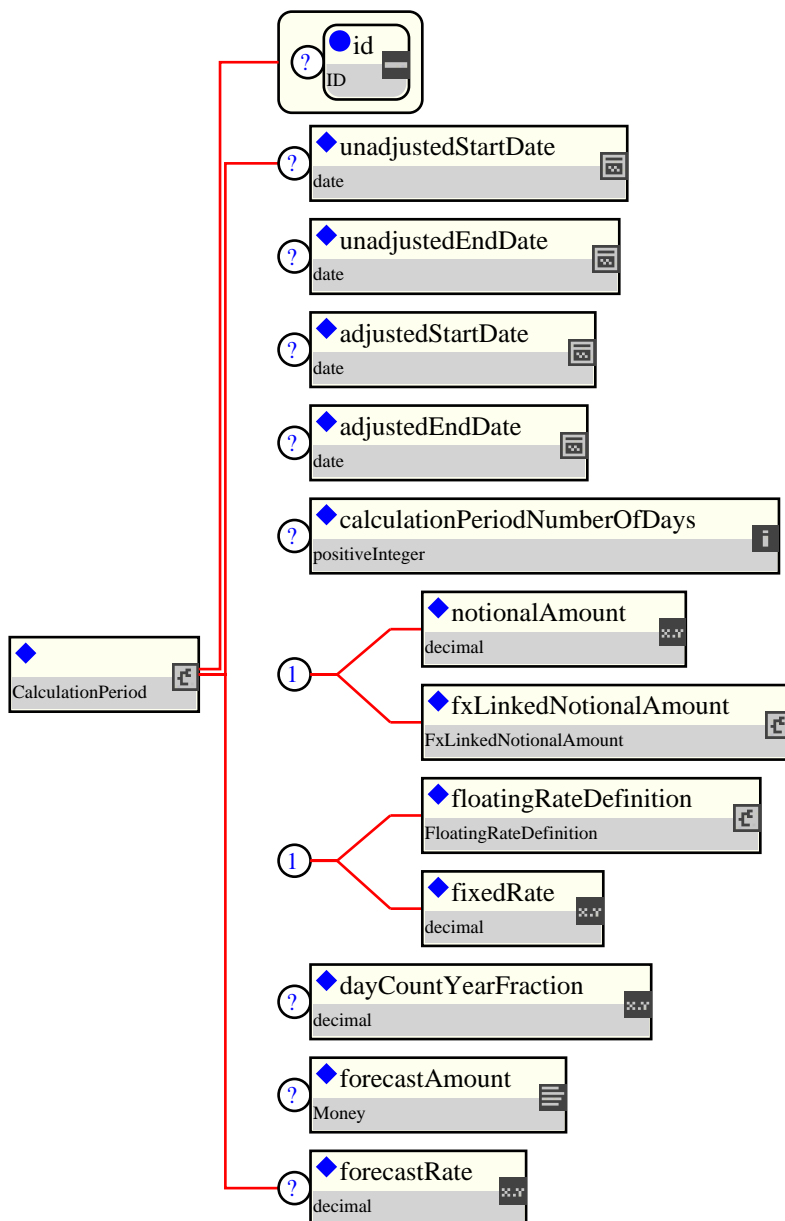 ?
id
ID
?
unadjustedStartDate
date
?
unadjustedEndDate
date
?
adjustedStartDate
date
?
adjustedEndDate
date
?
calculationPeriodNumberOfDays
i
positiveInteger
CalculationPeriod
1
notionalAmount
x.Y
decimal
fxLinkedNotionalAmount
FxLinkedNotionalAmount
1
floatingRateDefinition
FloatingRateDefinition
fixedRate
x.Y
decimal
?
dayCountYearFraction
x.Y
decimal
?
forecastAmount
Money
?
forecastRate
x.Y
decimal